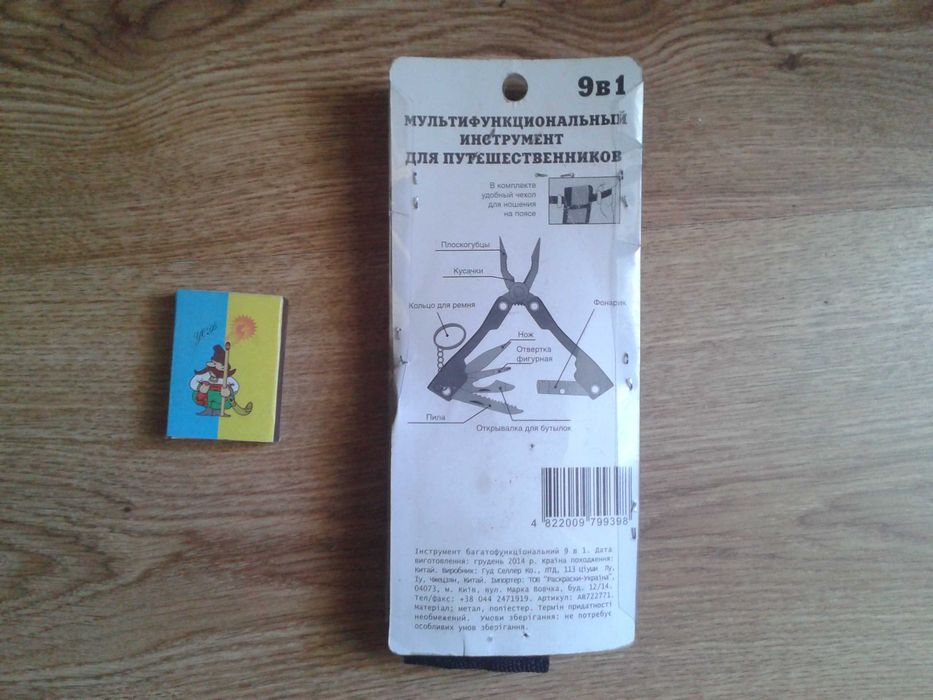 9в1
МУЛЬТИФУНКЦИОНАЛЬНЫЙ
ИНСТРУМЕНТ
ДЛЯ ПУТЕШЕСТВЕННИКОВ
В комплекте
удобный чехол
для ношения
на поясе
Плоскогубцы
Кусачки
Кольцо для ремня
Фонарик
Нож
Отвертка
фигурная
Пила
Открывалка для бутылок
4 822009 799398
Інструмент багатофункціональний 9 в 1. Дата
виготовлення: грудень 2014 р. Країна походження:
Китай. Виробник: Гуд Селлер Ко., ЛТД, 113 Ціуши Лу,
Іу, Чжецзян, Китай. Імпортер: ТОВ "Раскраски-Україна".
04073, м. Київ, вул. Марка Вовчка, буд. 12/14.
Тел/факс: +38 044 2471919. Артикул: AR722771.
Матеріал: метал, поліестер. Термін придатності
необмежений. Умови зберігання: не потребує
особливих умов зберігання.